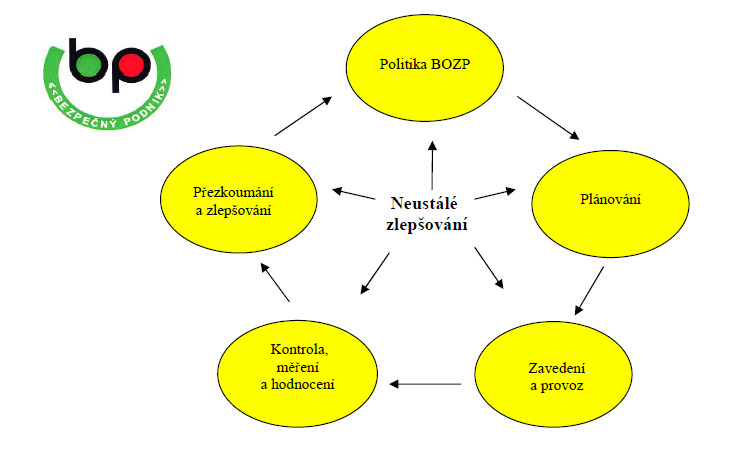 bp
<<BEZPEČNÝ PODNIK>>
Politika BOZP
Plánování
Zavedení
a provoz
Kontrola,
měření
a hodnocení
Přezkoumání
a zlepšování
Neustálé
zlepšování